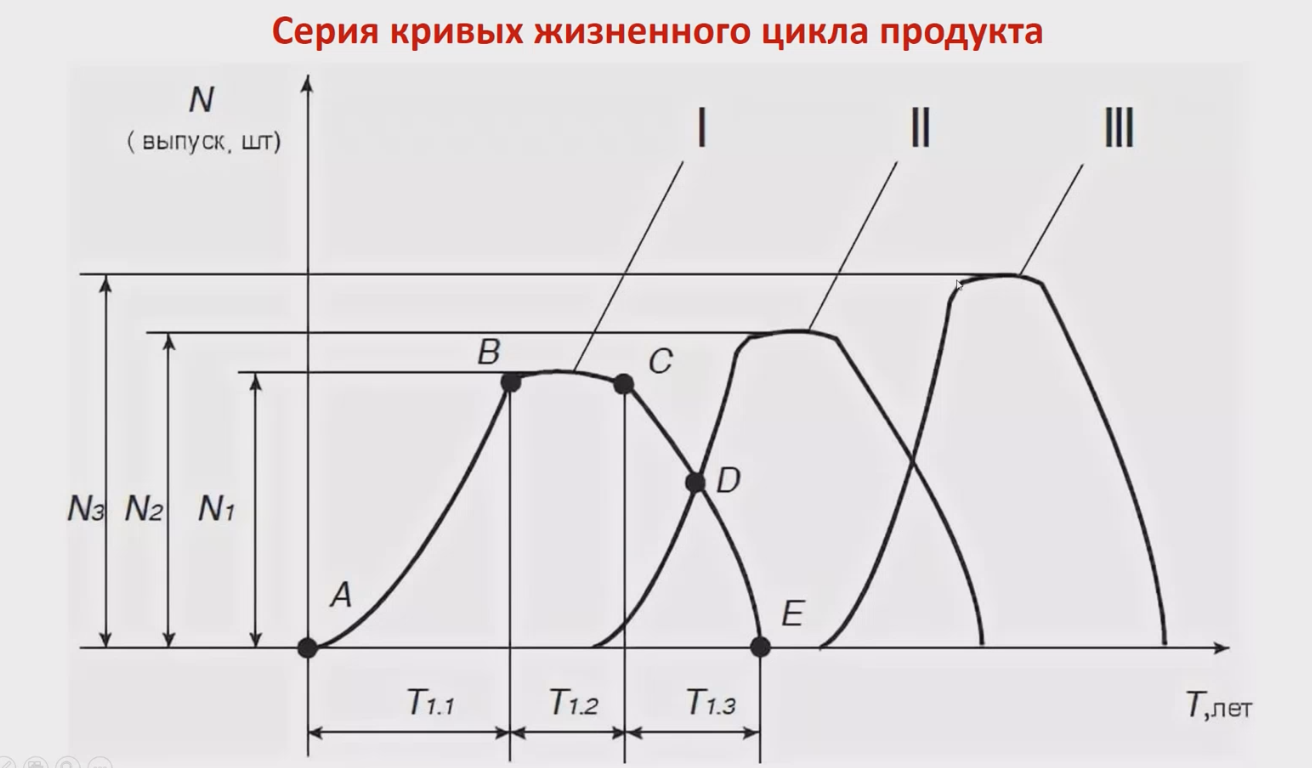 Серия кривых жизненного цикла продукта
N
( выпуск, шт)
I
II
III
B
C
N3
N2
N1
D
A
E
T1.1
T1.2
T1.3
T,лет